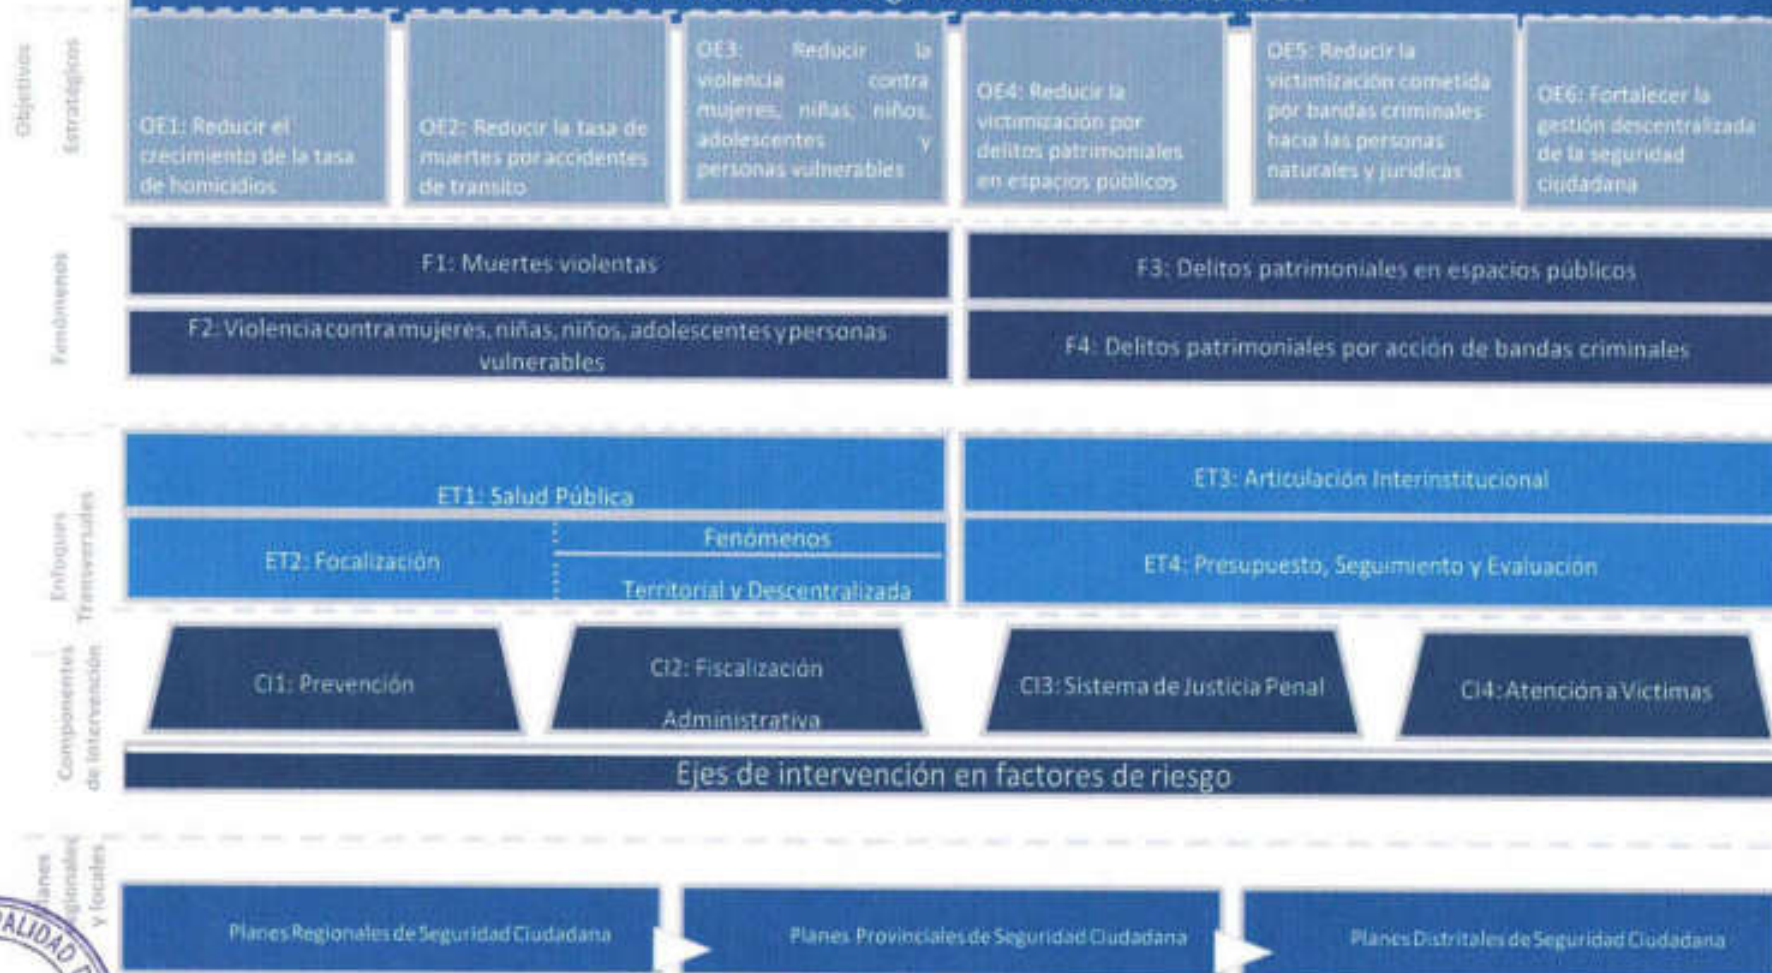 Objetivos
Estratégicos
OE1: Reducir el
crecimiento de la tasa
de homicidios
OE2: Reducir la tasa de
muertes por accidentes
de transito
OE3: Reducir la
violencia contra
mujeres, niñas, niños,
adolescentes y
personas vulnerables
OE4: Reducir la
victimización por
delitos patrimoniales
en espacios públicos
OE5: Reducir la
victimización cometida
por bandas criminales
hacia las personas
naturales y jurídicas
OE6: Fortalecer la
gestión descentralizada
de la seguridad
ciudadana
Fenómenos
F1: Muertes violentas
F3: Delitos patrimoniales en espacios públicos
F2: Violencia contra mujeres, niñas, niños, adolescentes y personas
vulnerables
F4: Delitos patrimoniales por acción de bandas criminales
Enfoques
Transversales
ET1: Salud Pública
ET3: Articulación Interinstitucional
ET2: Focalización
Fenómenos
Territorial y Descentralizada
ET4: Presupuesto, Seguimiento y Evaluación
Componentes
de intervención
CI1: Prevención
CI2: Fiscalización
Administrativa
CI3: Sistema de Justicia Penal
CI4: Atención a Víctimas
Ejes de intervención en factores de riesgo
y locales
Planes Regionales de Seguridad Ciudadana
Planes Provinciales de Seguridad Ciudadana
Planes Distritales de Seguridad Ciudadana